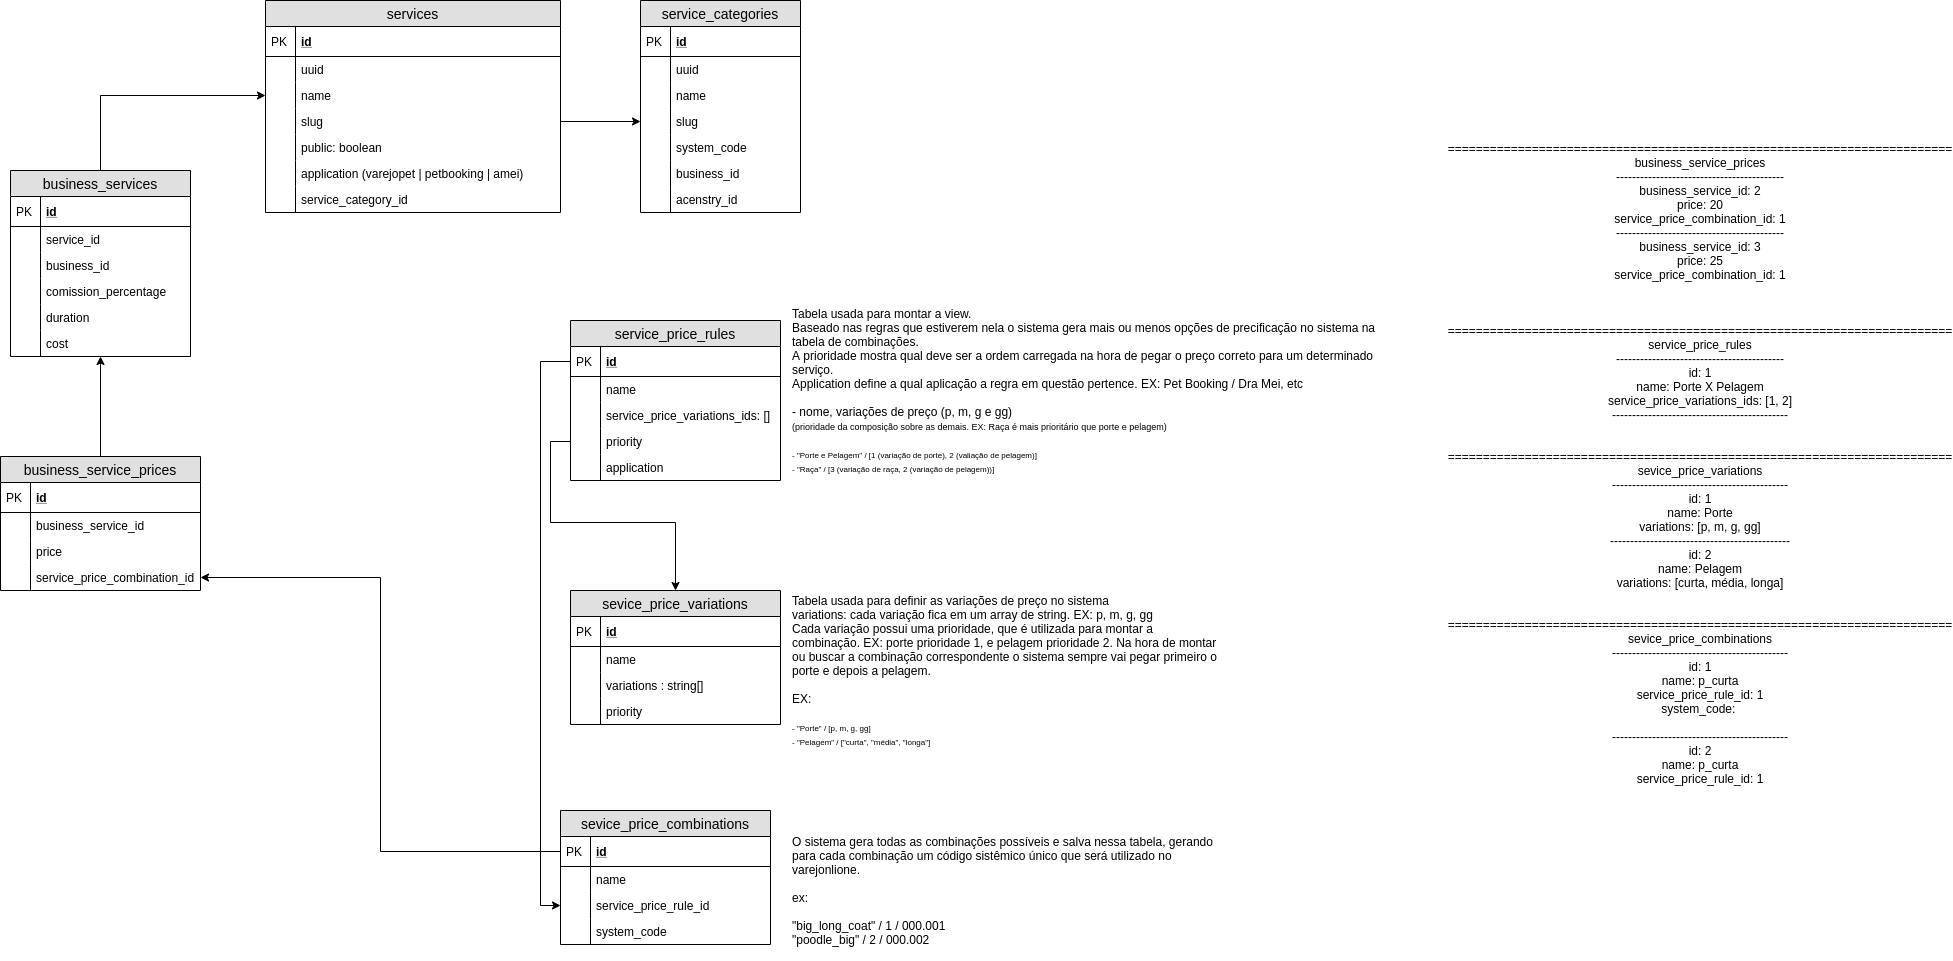 services
PK id
uuid
name
slug
public: boolean
application (varejopet | petbooking | amei)
service_category_id
service_categories
PK id
uuid
name
slug
system_code
business_id
acenstry_id
business_services
PK id
service_id
business_id
comission_percentage
duration
cost
business_service_prices
PK id
business_service_id
price
service_price_combination_id
service_price_rules
PK id
name
service_price_variations_ids: []
priority
application
Tabela usada para montar a view.
Baseado nas regras que estiverem nela o sistema gera mais ou menos opções de precificação no sistema na
tabela de combinações.
A prioridade mostra qual deve ser a ordem carregada na hora de pegar o preço correto para um determinado
serviço.
Application define a qual aplicação a regra em questão pertence. EX: Pet Booking / Dra Mei, etc
- nome, variações de preço (p, m, g e gg)
(prioridade da composição sobre as demais. EX: Raça é mais prioritário que porte e pelagem)
- "Porte e Pelagem" / [1 (variação de porte), 2 (valiação de pelagem)]
- "Raça" / [3 (variação de raça, 2 (variação de pelagem))]
sevice_price_variations
PK id
name
variations : string[]
priority
Tabela usada para definir as variações de preço no sistema
variations: cada variação fica em um array de string. EX: p, m, g, gg
Cada variação possui uma prioridade, que é utilizada para montar a
combinação. EX: porte prioridade 1, e pelagem prioridade 2. Na hora de montar
ou buscar a combinação correspondente o sistema sempre vai pegar primeiro o
porte e depois a pelagem.
EX:
- "Porte" / [p, m, g, gg]
- "Pelagem" / ["curta", "média", "longa"]
sevice_price_combinations
PK id
name
service_price_rule_id
system_code
O sistema gera todas as combinações possíveis e salva nessa tabela, gerando
para cada combinação um código sistêmico único que será utilizado no
varejonlione.
ex:
"big_long_coat" / 1 / 000.001
"poodle_big" / 2 / 000.002
========================================================================
business_service_prices
------------------------------------------
business_service_id: 2
price: 20
service_price_combination_id: 1
------------------------------------------
business_service_id: 3
price: 25
service_price_combination_id: 1
========================================================================
service_price_rules
------------------------------------------
id: 1
name: Porte X Pelagem
service_price_variations_ids: [1, 2]
--------------------------------------------
========================================================================
sevice_price_variations
--------------------------------------------
id: 1
name: Porte
variations: [p, m, g, gg]
---------------------------------------------
id: 2
name: Pelagem
variations: [curta, média, longa]
========================================================================
sevice_price_combinations
--------------------------------------------
id: 1
name: p_curta
service_price_rule_id: 1
system_code:
--------------------------------------------
id: 2
name: p_curta
service_price_rule_id: 1